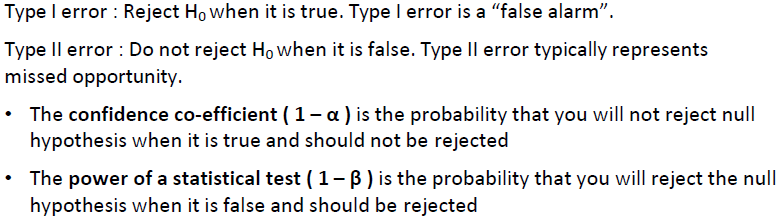 Type I error : Reject H₀ when it is true. Type I error is a “false alarm”.
Type II error : Do not reject H₀ when it is false. Type II error typically represents
missed opportunity.
• The confidence co-efficient ( 1 – α ) is the probability that you will not reject null
hypothesis when it is true and should not be rejected
• The power of a statistical test ( 1 – β ) is the probability that you will reject the null
hypothesis when it is false and should be rejected